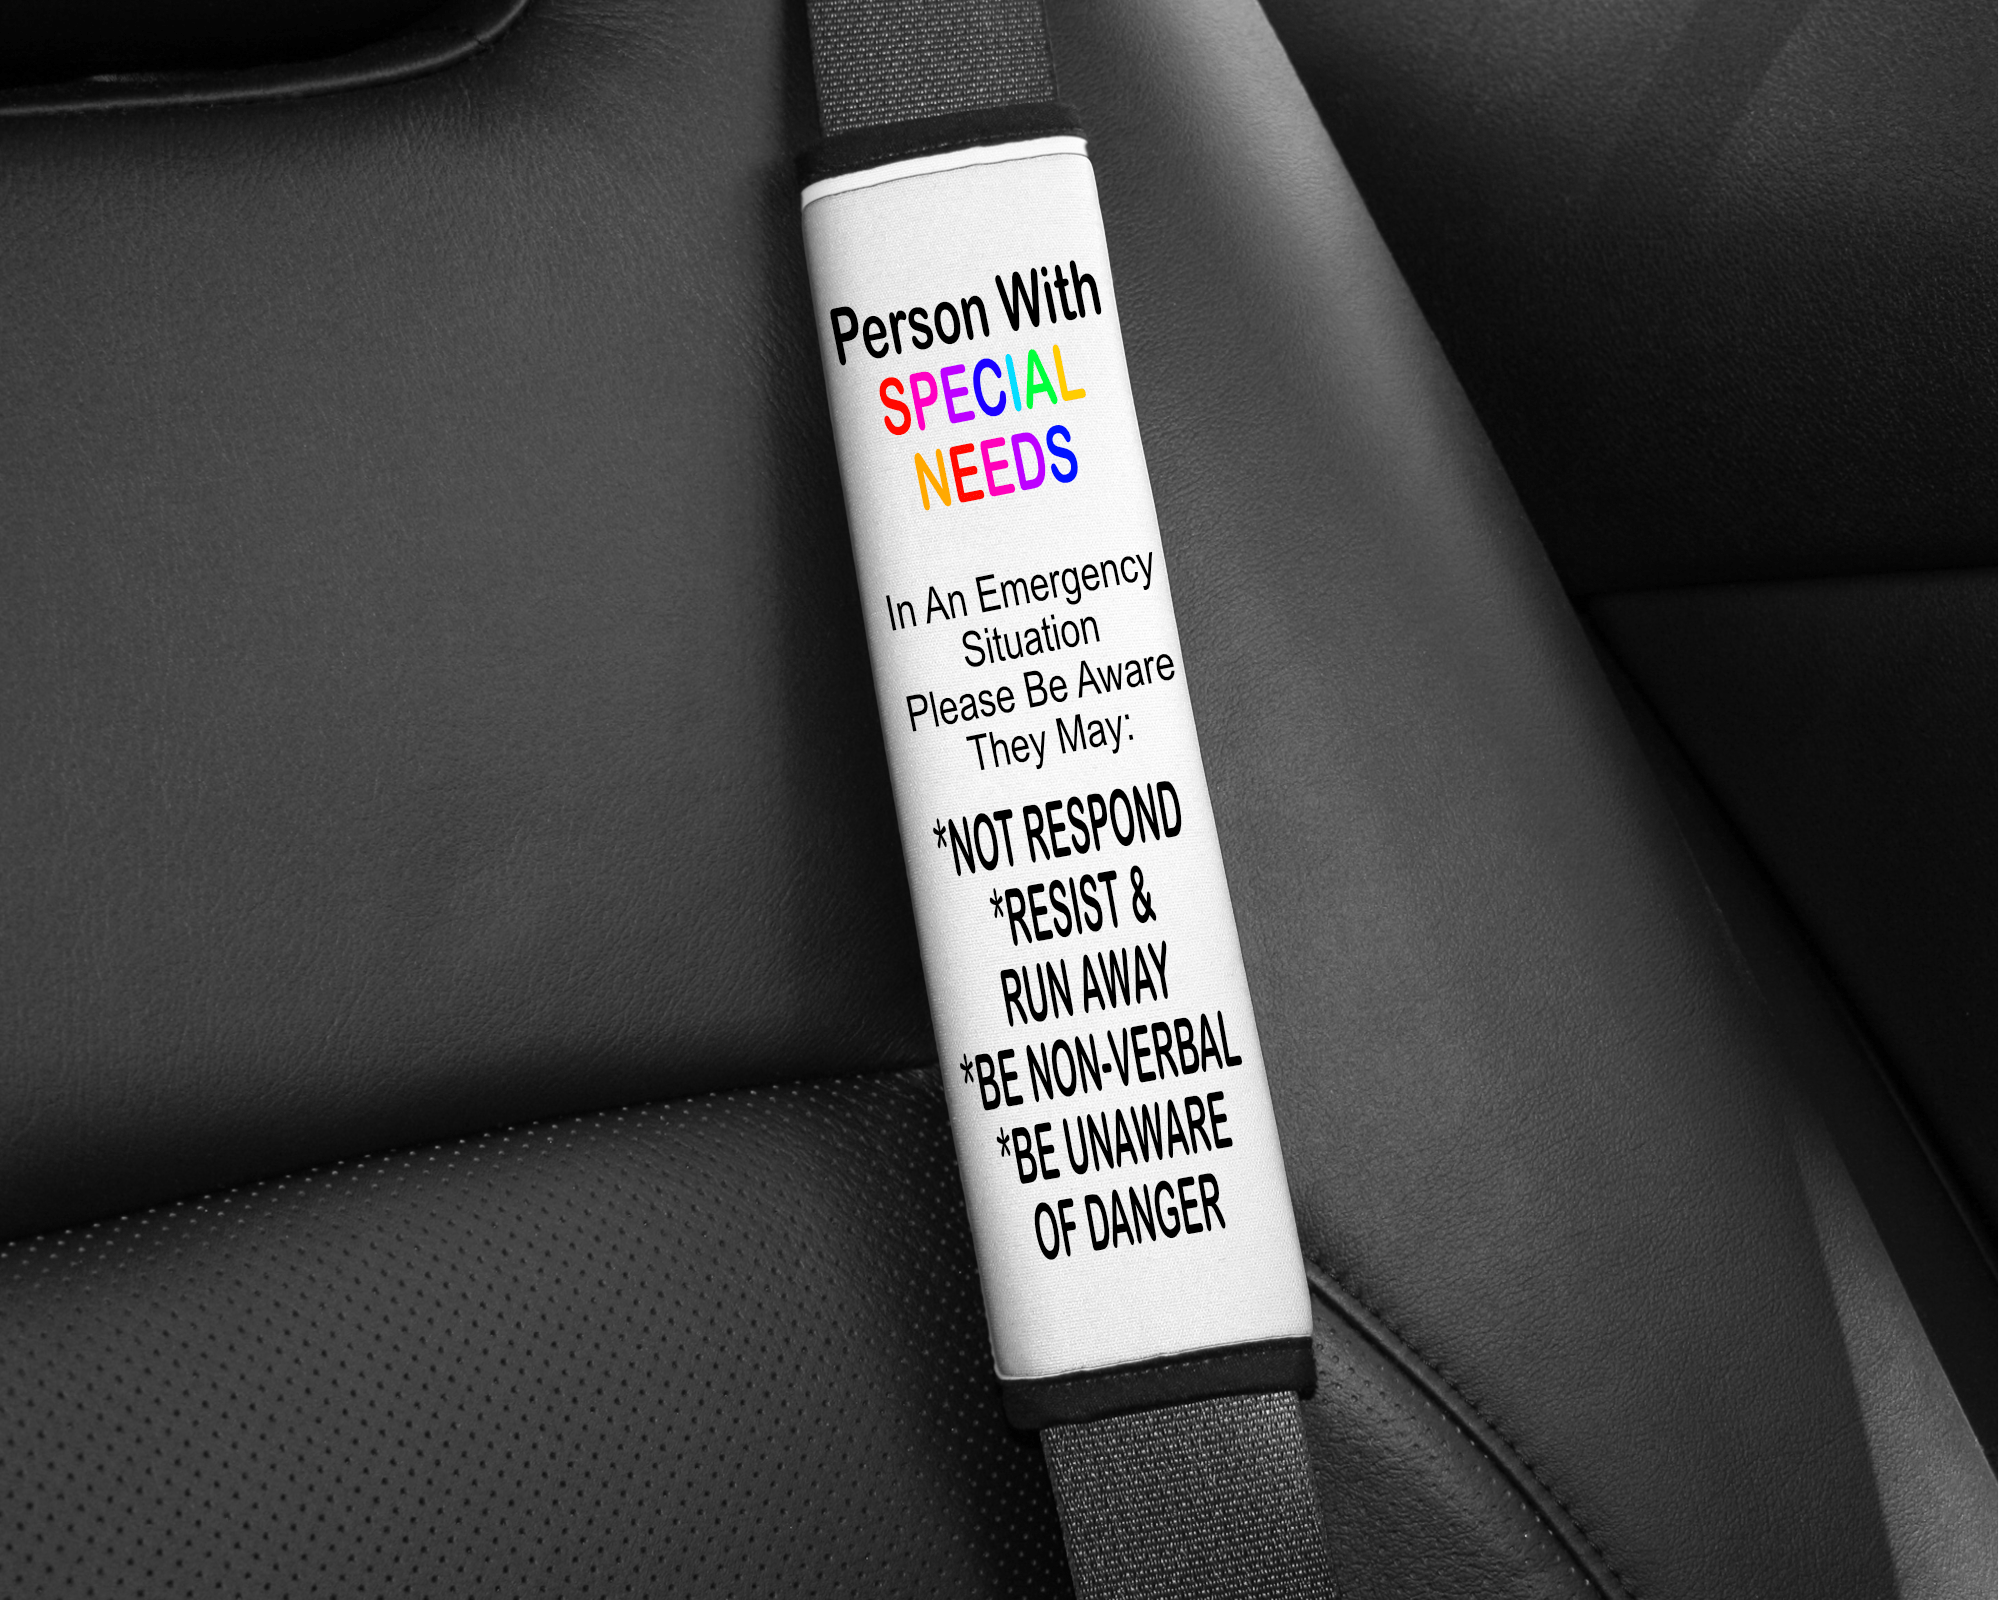 Person With
SPECIAL
NEEDS
In An Emergency
Situation
Please Be Aware
They May:
*NOT RESPOND
*RESIST &
RUN AWAY
*BE NON-VERBAL
*BE UNAWARE
OF DANGER